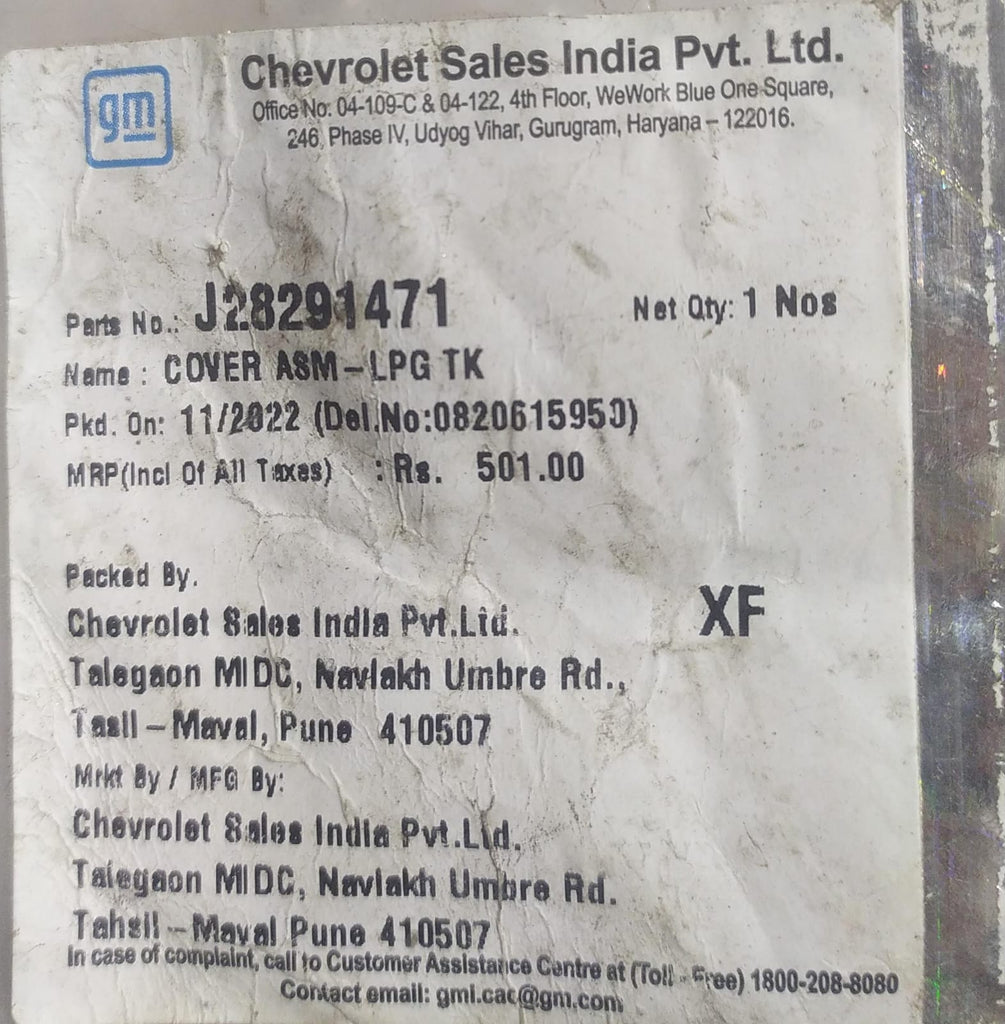 gm
Chevrolet Sales India Pvt. Ltd.
Office No. 04-109-C & 04-122, 4th Floor, WeWork Blue One Square,
246, Phase IV, Udyog Vihar, Gurugram, Haryana – 122016.
Parts No.: J28291471 Net Qty: 1 Nos
Name : COVER ASM-LPG TK
Pkd. On: 11/2022 (Del.No:0820615950)
MRP(Incl Of All Taxes) : Rs. 501.00
Packed By.
Chevrolet Sales India Pvt.Ltd. XF
Talegaon MIDC, Navlakh Umbre Rd.,
Tasil-Maval, Pune 410507
Mrkt By / MFG By:
Chevrolet Sales India Pvt.Ltd.
Talegaon MIDC, Navlakh Umbre Rd.
Tahsil-Maval Pune 410507
In case of complaint, call to Customer Assistance Centre at (Toll - Free) 1800-208-8080
Contact email: gmi.cac@gm.com